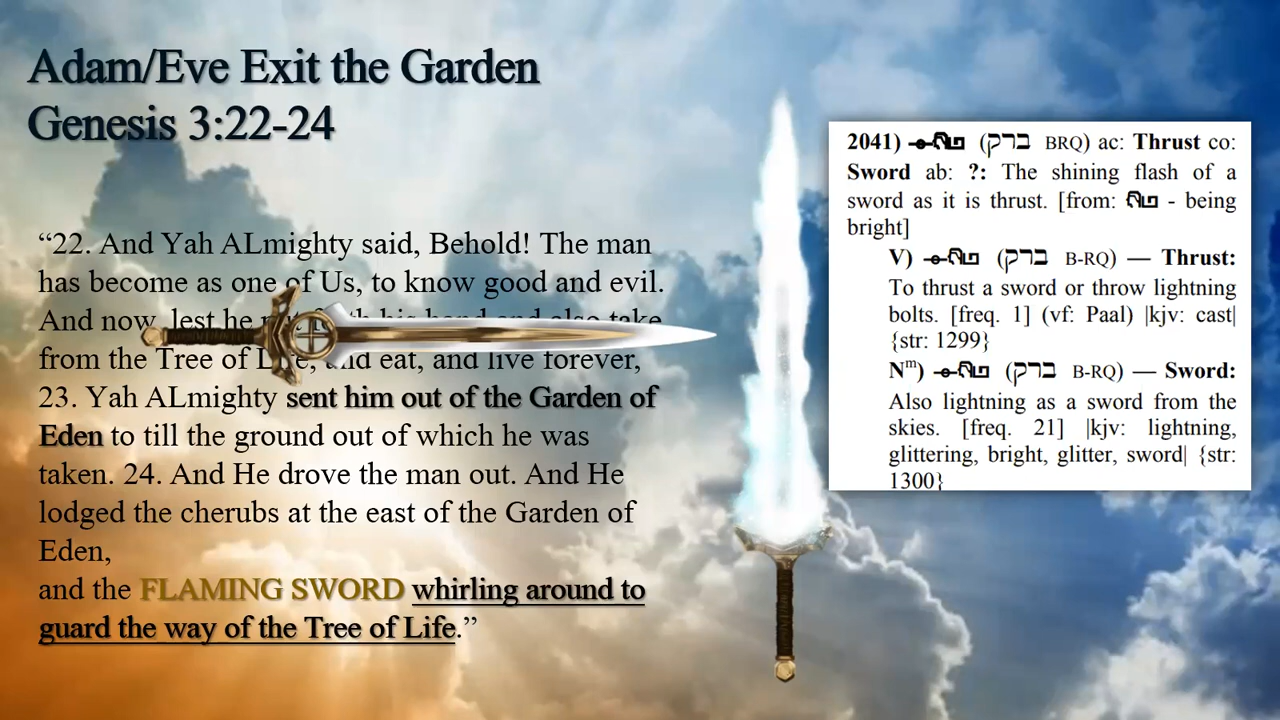 Adam/Eve Exit the Garden
Genesis 3:22-24
“22. And Yah ALmighty said, Behold! The man
has become as one of Us, to know good and evil.
And now, lest he his hand and also take
from the Tree of and eat, and live forever,
23. Yah ALmighty sent him out of the Garden of
Eden to till the ground out of which he was
taken. 24. And He drove the man out. And He
lodged the cherubs at the east of the Garden of
Eden,
and the FLAMING SWORD whirling around to
guard the way of the Tree of Life.”
2041) (ברק BRQ) ac: Thrust co:
Sword ab: ?: The shining flash of a
sword as it is thrust. [from: - being
bright]
V) (ברק B-RQ) — Thrust:
To thrust a sword or throw lightning
bolts. [freq. 1] (vf: Paal) |kjv: cast|
{str: 1299}
Nᵐ) (ברק B-RQ) — Sword:
Also lightning as a sword from the
skies. [freq. 21] |kjv: lightning,
glittering, bright, glitter, sword| {str:
1300}